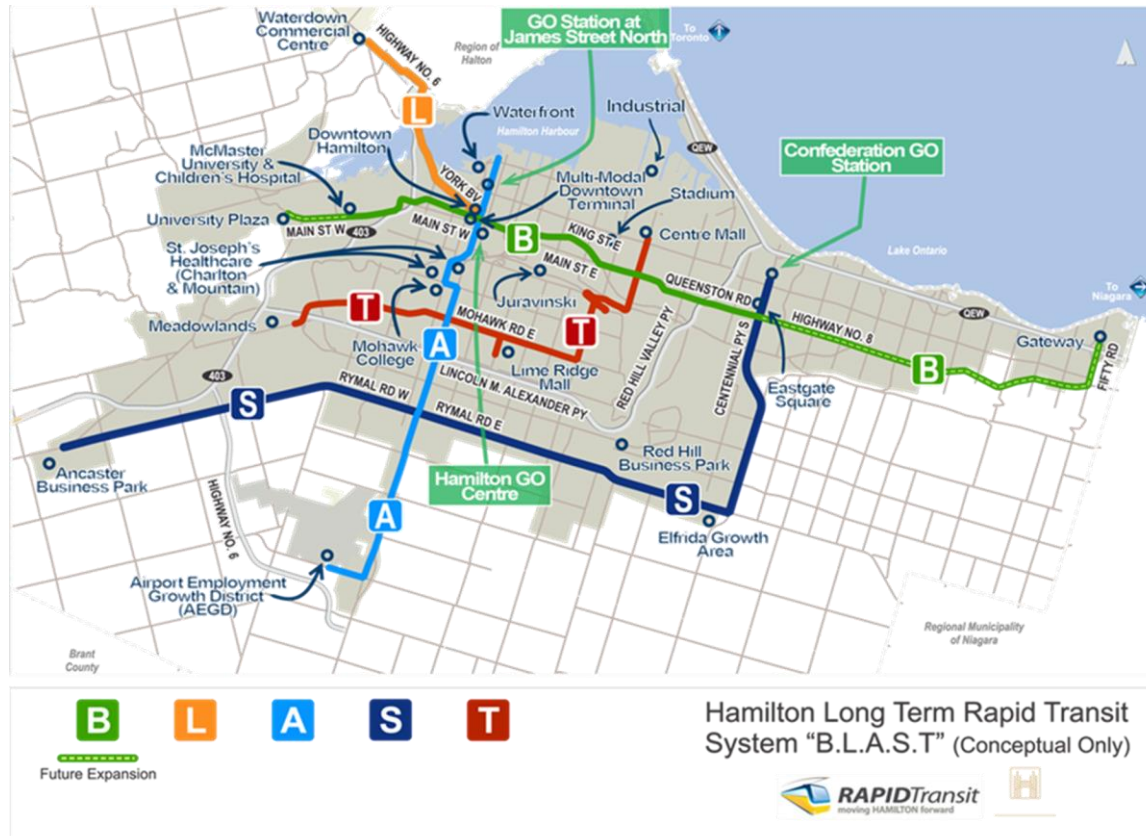 Waterdown
Commercial
Centre
HIGHWAY NO. 6
Region of
Halton
GO Station at
James Street North
To
Toronto
L
Waterfront
Industrial
Hamilton Harbour
QEW
Downtown
Hamilton
Confederation GO
Station
McMaster
University &
Children's Hospital
YORK BV
Multi-Modal
Downtown
Terminal
Stadium
University Plaza
MAIN ST W
403
MAIN ST W
B
KING ST E
Centre Mall
Lake Ontario
St. Joseph's
Healthcare
(Charlton
& Mountain)
MAIN ST E
Juravinski
QUEENSTON RD
To
Niagara
HIGHWAY NO. 8
QEW
Meadowlands
T
MOHAWK RD E
T
Mohawk
College
A
Lime Ridge
Mall
RED HILL VALLEY PY
CENTENNIAL PY S
Gateway
FIFTY RD
B
Eastgate
Square
403
LINCOLN M. ALEXANDER PY
S
RYMAL RD W
RYMAL RD E
Red Hill
Business Park
Ancaster
Business Park
Hamilton GO
Centre
S
HIGHWAY NO. 6
A
Elfrida Growth
Area
Airport Employment
Growth District
(AEGD)
Brant
County
Regional Municipality
of Niagara
B L A S T
Future Expansion
Hamilton Long Term Rapid Transit
System "B.L.A.S.T" (Conceptual Only)
RAPIDTransit
moving HAMILTON forward